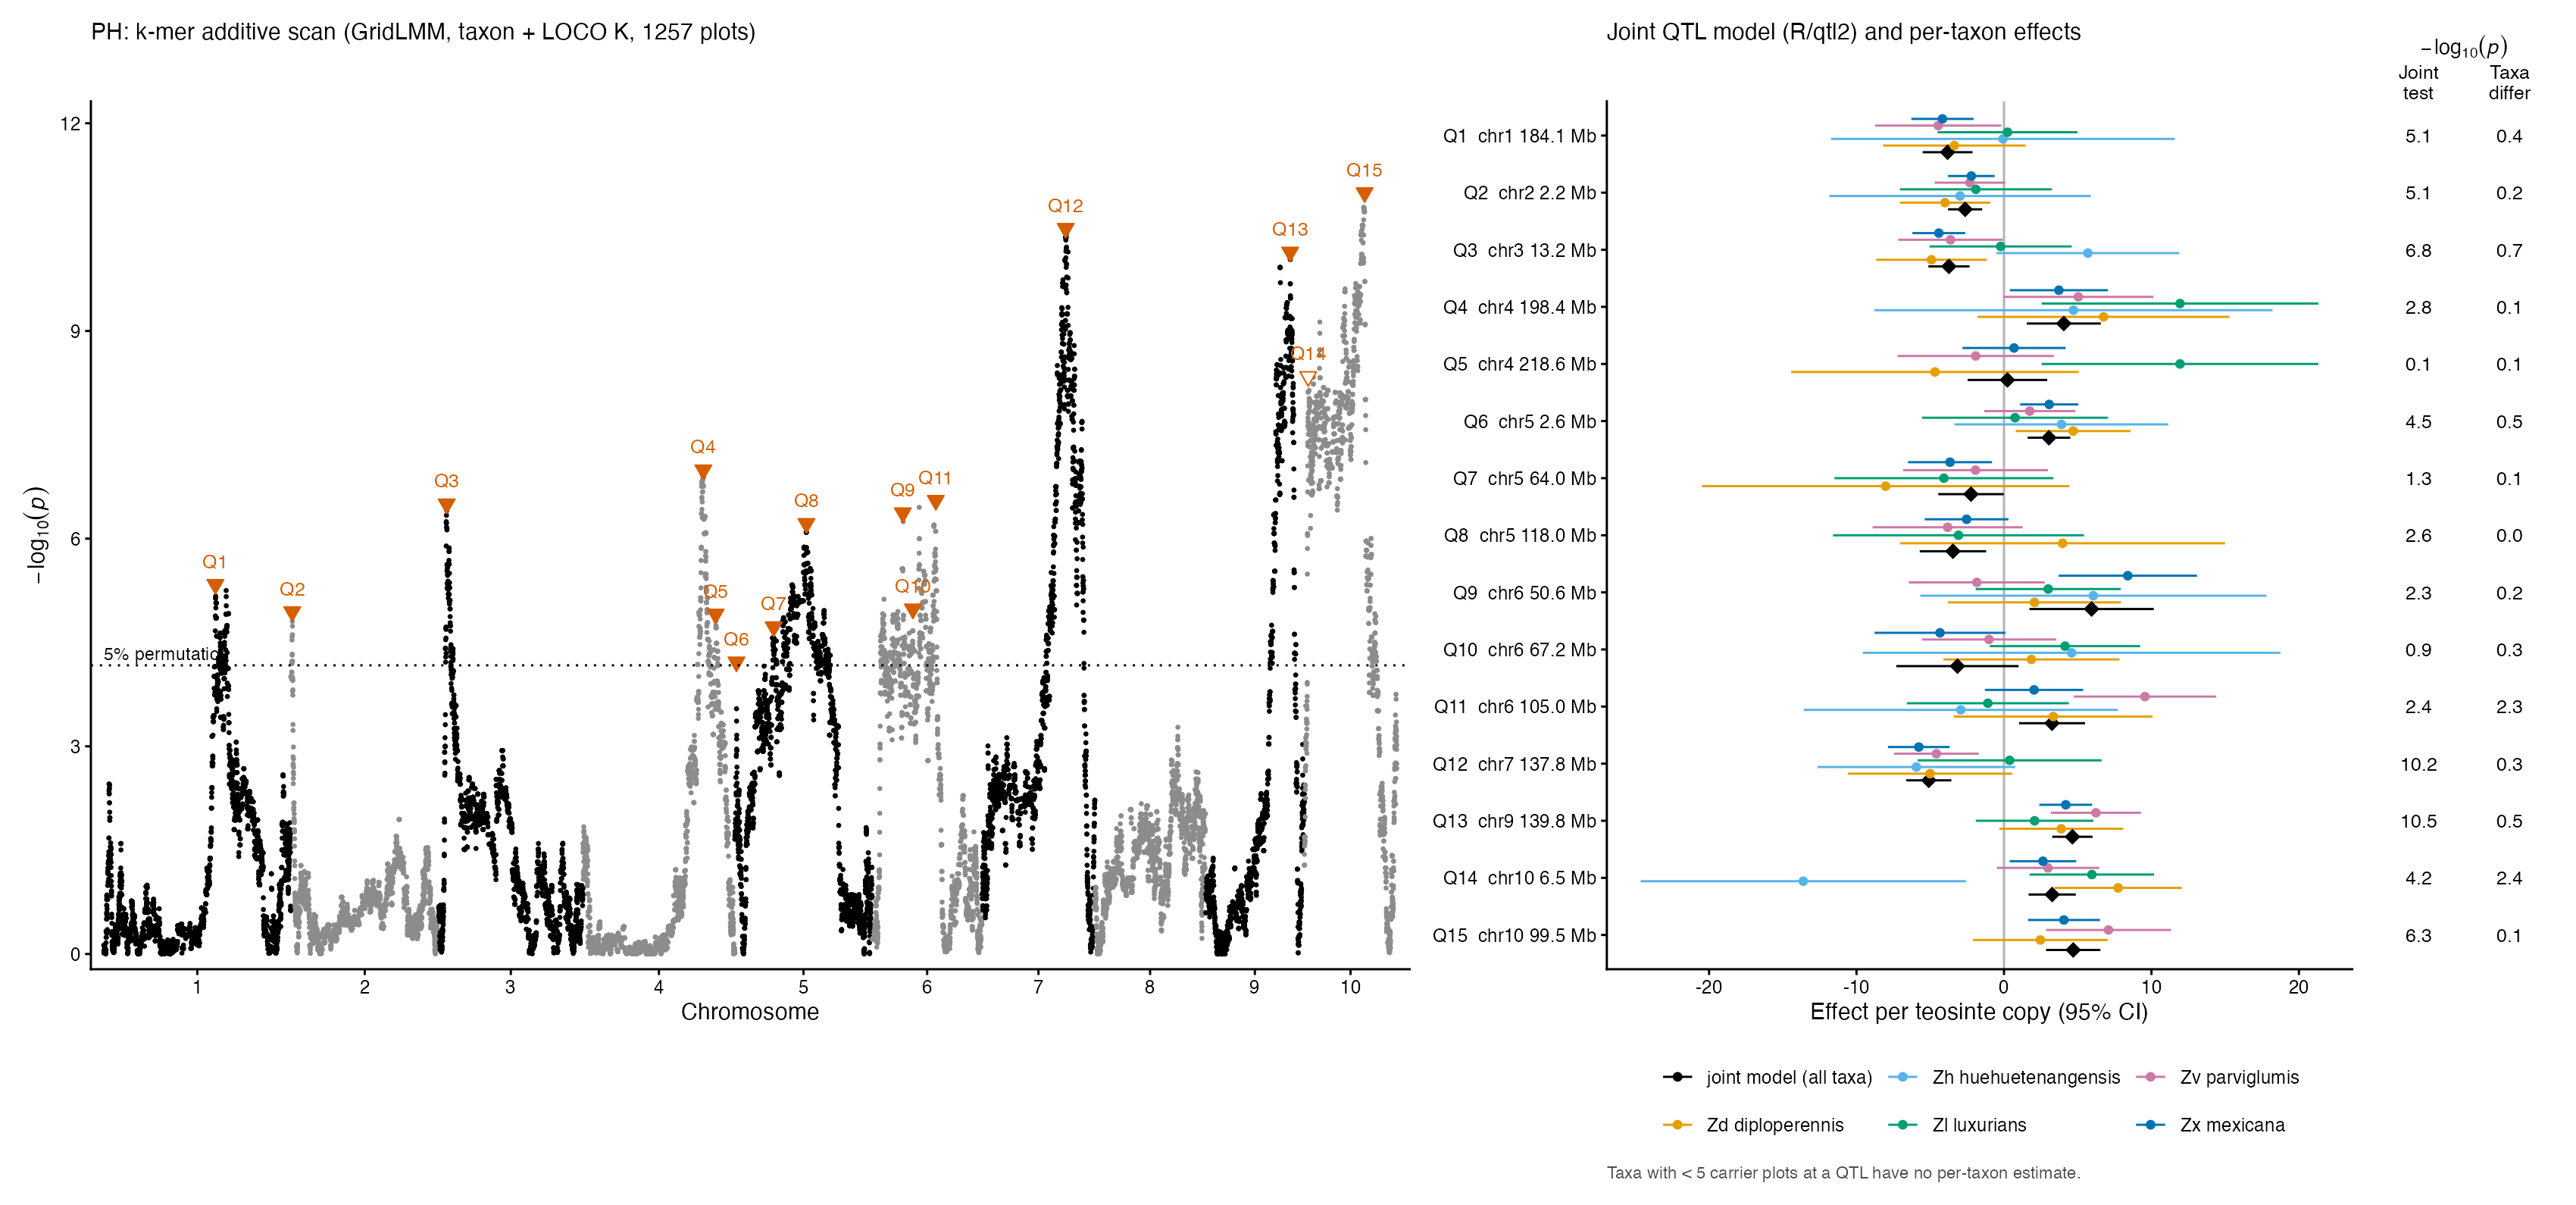 PH: k-mer additive scan (GridLMM, taxon + LOCO K, 1257 plots)
−log10(p)
12
9
6
3
0
5% permutatio
Q1
Q2
Q3
Q4
Q5
Q6
Q7
Q8
Q9
Q10
Q11
Q12
Q13
Q14
Q15
1 2 3 4 5 6 7 8 9 10
Chromosome
Joint QTL model (R/qtl2) and per-taxon effects
−log10(p)
Joint test
Taxa differ
Q1 chr1 184.1 Mb 5.1 0.4
Q2 chr2 2.2 Mb 5.1 0.2
Q3 chr3 13.2 Mb 6.8 0.7
Q4 chr4 198.4 Mb 2.8 0.1
Q5 chr4 218.6 Mb 0.1 0.1
Q6 chr5 2.6 Mb 4.5 0.5
Q7 chr5 64.0 Mb 1.3 0.1
Q8 chr5 118.0 Mb 2.6 0.0
Q9 chr6 50.6 Mb 2.3 0.2
Q10 chr6 67.2 Mb 0.9 0.3
Q11 chr6 105.0 Mb 2.4 2.3
Q12 chr7 137.8 Mb 10.2 0.3
Q13 chr9 139.8 Mb 10.5 0.5
Q14 chr10 6.5 Mb 4.2 2.4
Q15 chr10 99.5 Mb 6.3 0.1
-20 -10 0 10 20
Effect per teosinte copy (95% CI)
joint model (all taxa) Zh huehuetenangensis Zv parviglumis
Zd diploperennis Zl luxurians Zx mexicana
Taxa with < 5 carrier plots at a QTL have no per-taxon estimate.